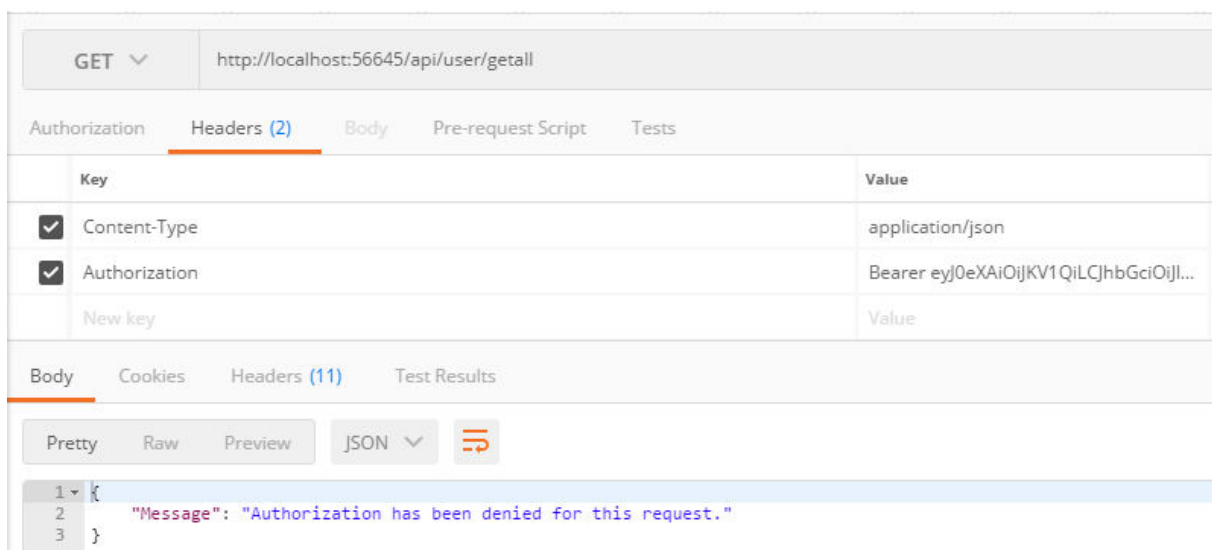 GET http://localhost:56645/api/user/getall
Authorization Headers (2) Body Pre-request Script Tests
Key Value
Content-Type application/json
Authorization Bearer eyJ0eXAiOiJKV1QiLCJhbGciOiJI...
New key Value
Body Cookies Headers (11) Test Results
Pretty Raw Preview JSON
1 {
2 "Message": "Authorization has been denied for this request."
3 }